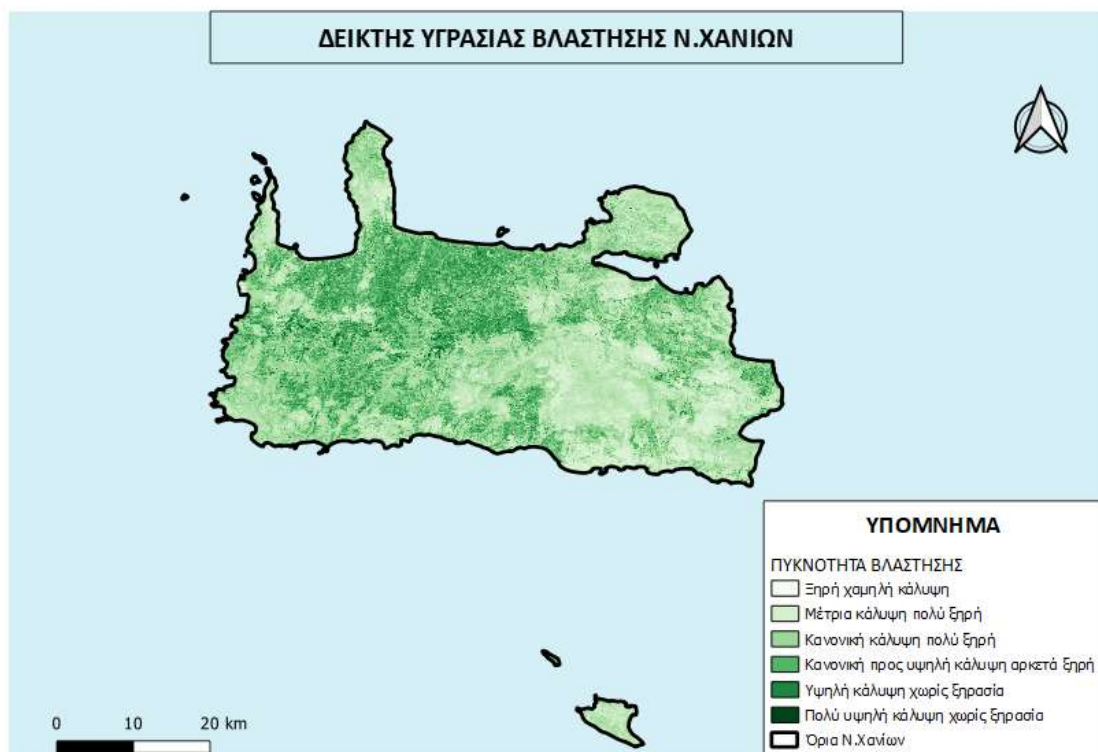 ΔΕΙΚΤΗΣ ΥΓΡΑΣΙΑΣ ΒΛΑΣΤΗΣΗΣ Ν.ΧΑΝΙΩΝ
ΥΠΟΜΝΗΜΑ
ΠΥΚΝΟΤΗΤΑ ΒΛΑΣΤΗΣΗΣ
Ξηρή χαμηλή κάλυψη
Μέτρια κάλυψη πολύ ξηρή
Κανονική κάλυψη πολύ ξηρή
Κανονική προς υψηλή κάλυψη αρκετά ξηρή
Υψηλή κάλυψη χωρίς ξηρασία
Πολύ υψηλή κάλυψη χωρίς ξηρασία
Όρια Ν.Χανίων
0 10 20 km